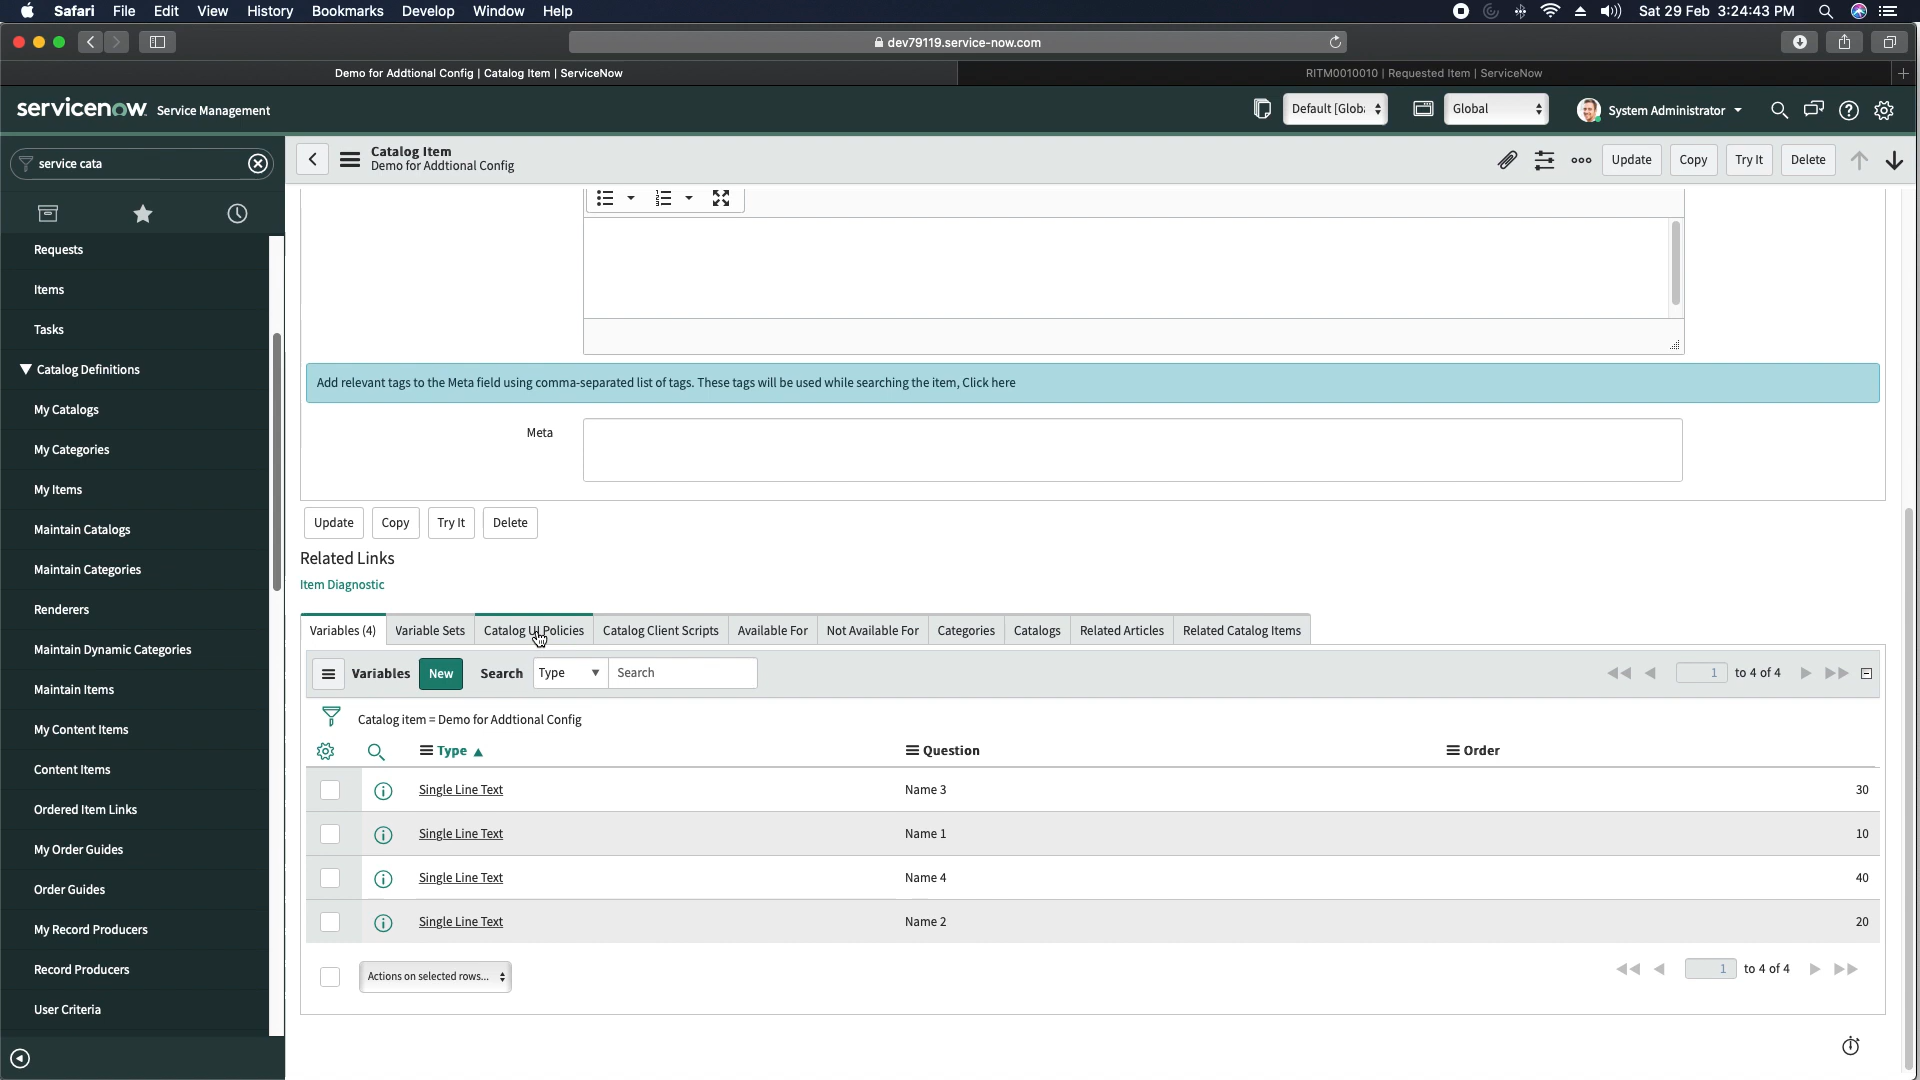 Safari File Edit View History Bookmarks Develop Window Help Sat 29 Feb 3:24:43 PM
dev79119.service-now.com
Demo for Addtional Config | Catalog Item | ServiceNow RITM0010010 | Requested Item | ServiceNow
servicenow Service Management Default [Globa Global System Administrator
service cata
Catalog Item
Demo for Addtional Config
Update Copy Try It Delete
Requests
Items
Tasks
Catalog Definitions
My Catalogs
My Categories
My Items
Maintain Catalogs
Maintain Categories
Renderers
Maintain Dynamic Categories
Maintain Items
My Content Items
Content Items
Ordered Item Links
My Order Guides
Order Guides
My Record Producers
Record Producers
User Criteria
Add relevant tags to the Meta field using comma-separated list of tags. These tags will be used while searching the item, Click here
Meta
Update Copy Try It Delete
Related Links
Item Diagnostic
Variables (4) Variable Sets Catalog UI Policies Catalog Client Scripts Available For Not Available For Categories Catalogs Related Articles Related Catalog Items
Variables New Search Type Search 1 to 4 of 4
Catalog item = Demo for Addtional Config
Type Question Order
Single Line Text Name 3 30
Single Line Text Name 1 10
Single Line Text Name 4 40
Single Line Text Name 2 20
Actions on selected rows... 1 to 4 of 4